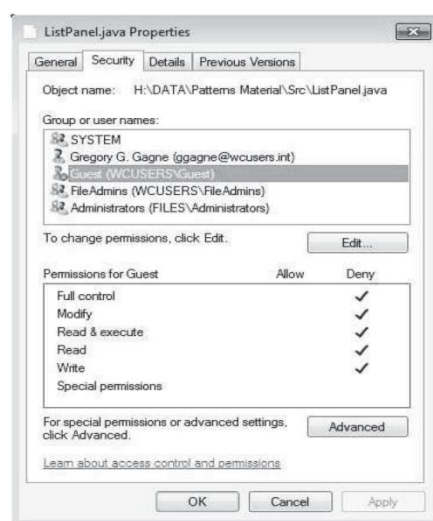 ListPanel.java Properties
General Security Details Previous Versions
Object name: H:\DATA\Patterns Material\Src\ListPanel.java
Group or user names:
SYSTEM
Gregory G. Gagne (ggagne@wcusers.int)
Guest (WCUSERS\Guest)
FileAdmins (WCUSERS\FileAdmins)
Administrators (FILES\Administrators)
To change permissions, click Edit.
Edit...
Permissions for Guest Allow Deny
Full control
Modify
Read & execute
Read
Write
Special permissions
For special permissions or advanced settings,
click Advanced.
Advanced
Learn about access control and permissions
OK Cancel Apply